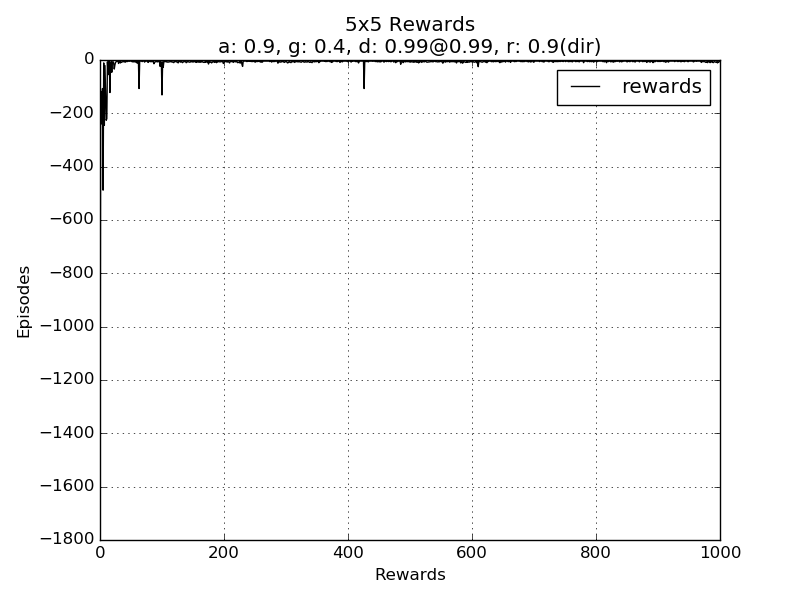 5x5 Rewards
a: 0.9, g: 0.4, d: 0.99@0.99, r: 0.9(dir)
rewards
0
−200
−400
−600
−800
−1000
−1200
−1400
−1600
−1800
Episodes
0 200 400 600 800 1000
Rewards